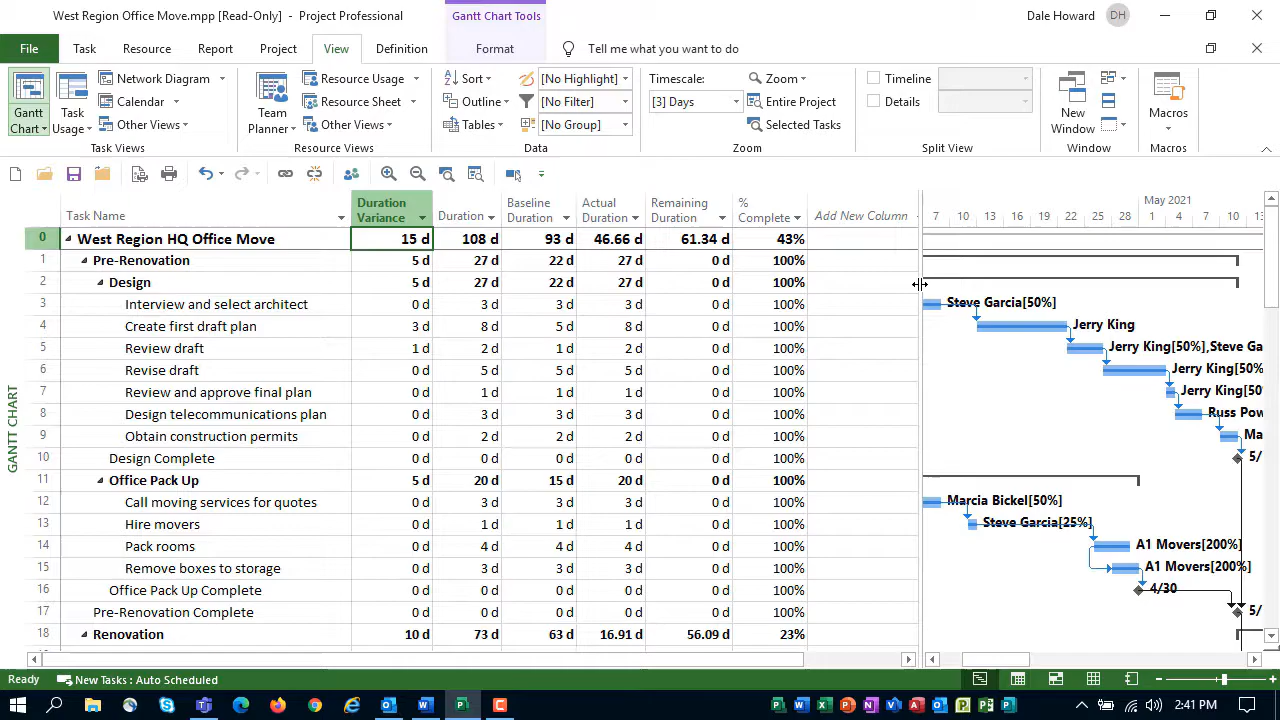 West Region Office Move.mpp [Read-Only] - Project Professional
Gantt Chart Tools
Dale Howard DH
File Task Resource Report Project View Definition Format Tell me what you want to do
Gantt Chart
Task Usage
Network Diagram
Calendar
Other Views
Task Views
Team Planner
Resource Usage
Resource Sheet
Other Views
Resource Views
Sort [No Highlight]
Outline [No Filter]
Tables [No Group]
Data
Timescale: Zoom
[3] Days Entire Project
Selected Tasks
Zoom
Timeline
Details
Split View
New Window
Window
Macros
Macros
Task Name Duration Variance Duration Baseline Duration Actual Duration Remaining Duration % Complete Add New Column
May 2021
7 10 13 16 19 22 25 28 1 4 7 10 13
0 West Region HQ Office Move 15 d 108 d 93 d 46.66 d 61.34 d 43%
1 Pre-Renovation 5 d 27 d 22 d 27 d 0 d 100%
2 Design 5 d 27 d 22 d 27 d 0 d 100%
3 Interview and select architect 0 d 3 d 3 d 3 d 0 d 100% Steve Garcia[50%]
4 Create first draft plan 3 d 8 d 5 d 8 d 0 d 100% Jerry King
5 Review draft 1 d 2 d 1 d 2 d 0 d 100% Jerry King[50%],Steve Ga
6 Revise draft 0 d 5 d 5 d 5 d 0 d 100% Jerry King[50%
7 Review and approve final plan 0 d 1 d 1 d 1 d 0 d 100% Jerry King[50
8 Design telecommunications plan 0 d 3 d 3 d 3 d 0 d 100% Russ Pow
9 Obtain construction permits 0 d 2 d 2 d 2 d 0 d 100% Ma
10 Design Complete 0 d 0 d 0 d 0 d 0 d 100% 5/
11 Office Pack Up 5 d 20 d 15 d 20 d 0 d 100%
12 Call moving services for quotes 0 d 3 d 3 d 3 d 0 d 100% Marcia Bickel[50%]
13 Hire movers 0 d 1 d 1 d 1 d 0 d 100% Steve Garcia[25%]
14 Pack rooms 0 d 4 d 4 d 4 d 0 d 100% A1 Movers[200%]
15 Remove boxes to storage 0 d 3 d 3 d 3 d 0 d 100% A1 Movers[200%]
16 Office Pack Up Complete 0 d 0 d 0 d 0 d 0 d 100% 4/30
17 Pre-Renovation Complete 0 d 0 d 0 d 0 d 0 d 100% 5/
18 Renovation 10 d 73 d 63 d 16.91 d 56.09 d 23%
GANTT CHART
Ready New Tasks : Auto Scheduled
2:41 PM